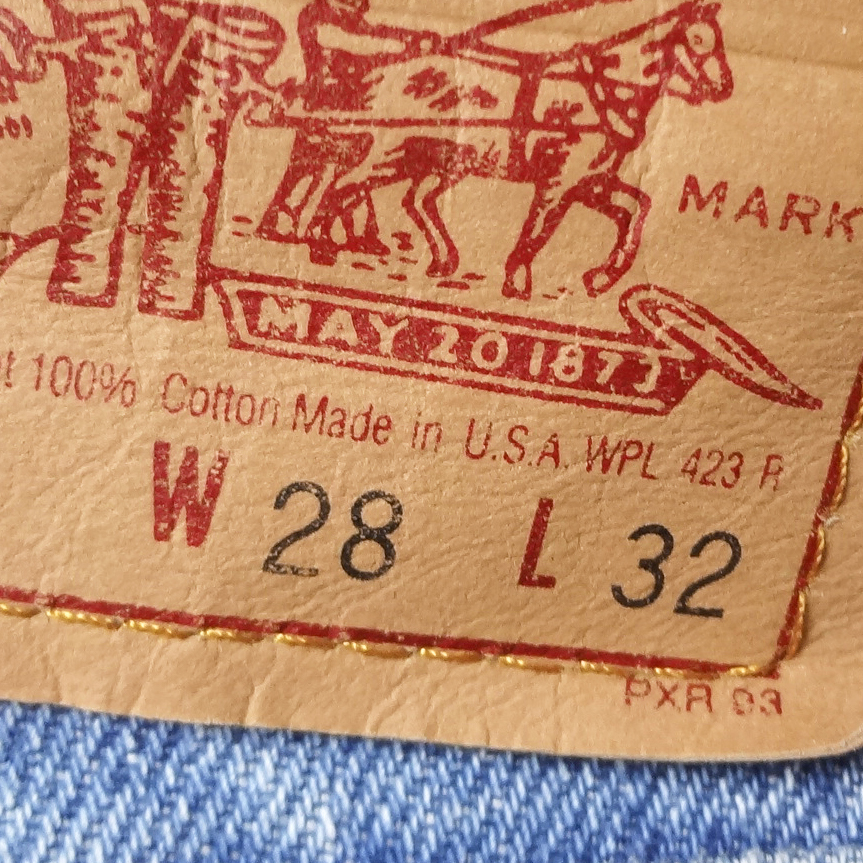 MARK
MAY 20 1873
100% Cotton Made in U.S.A. WPL 423 R
W 28 L 32
PXR 93